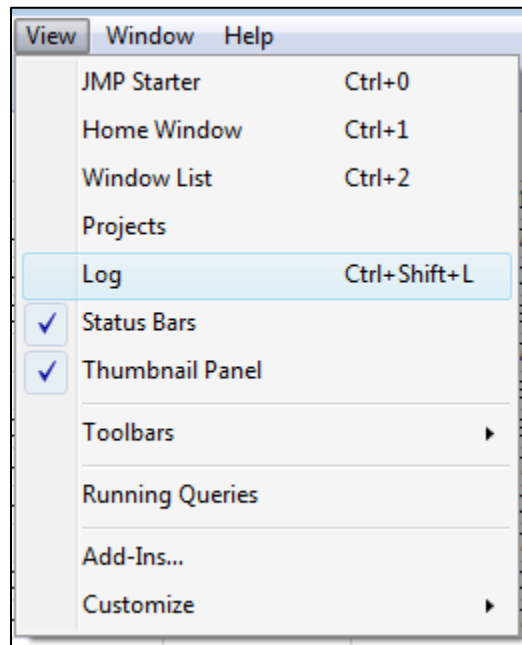 View Window Help
JMP Starter Ctrl+0
Home Window Ctrl+1
Window List Ctrl+2
Projects
Log Ctrl+Shift+L
Status Bars
Thumbnail Panel
Toolbars
Running Queries
Add-Ins...
Customize